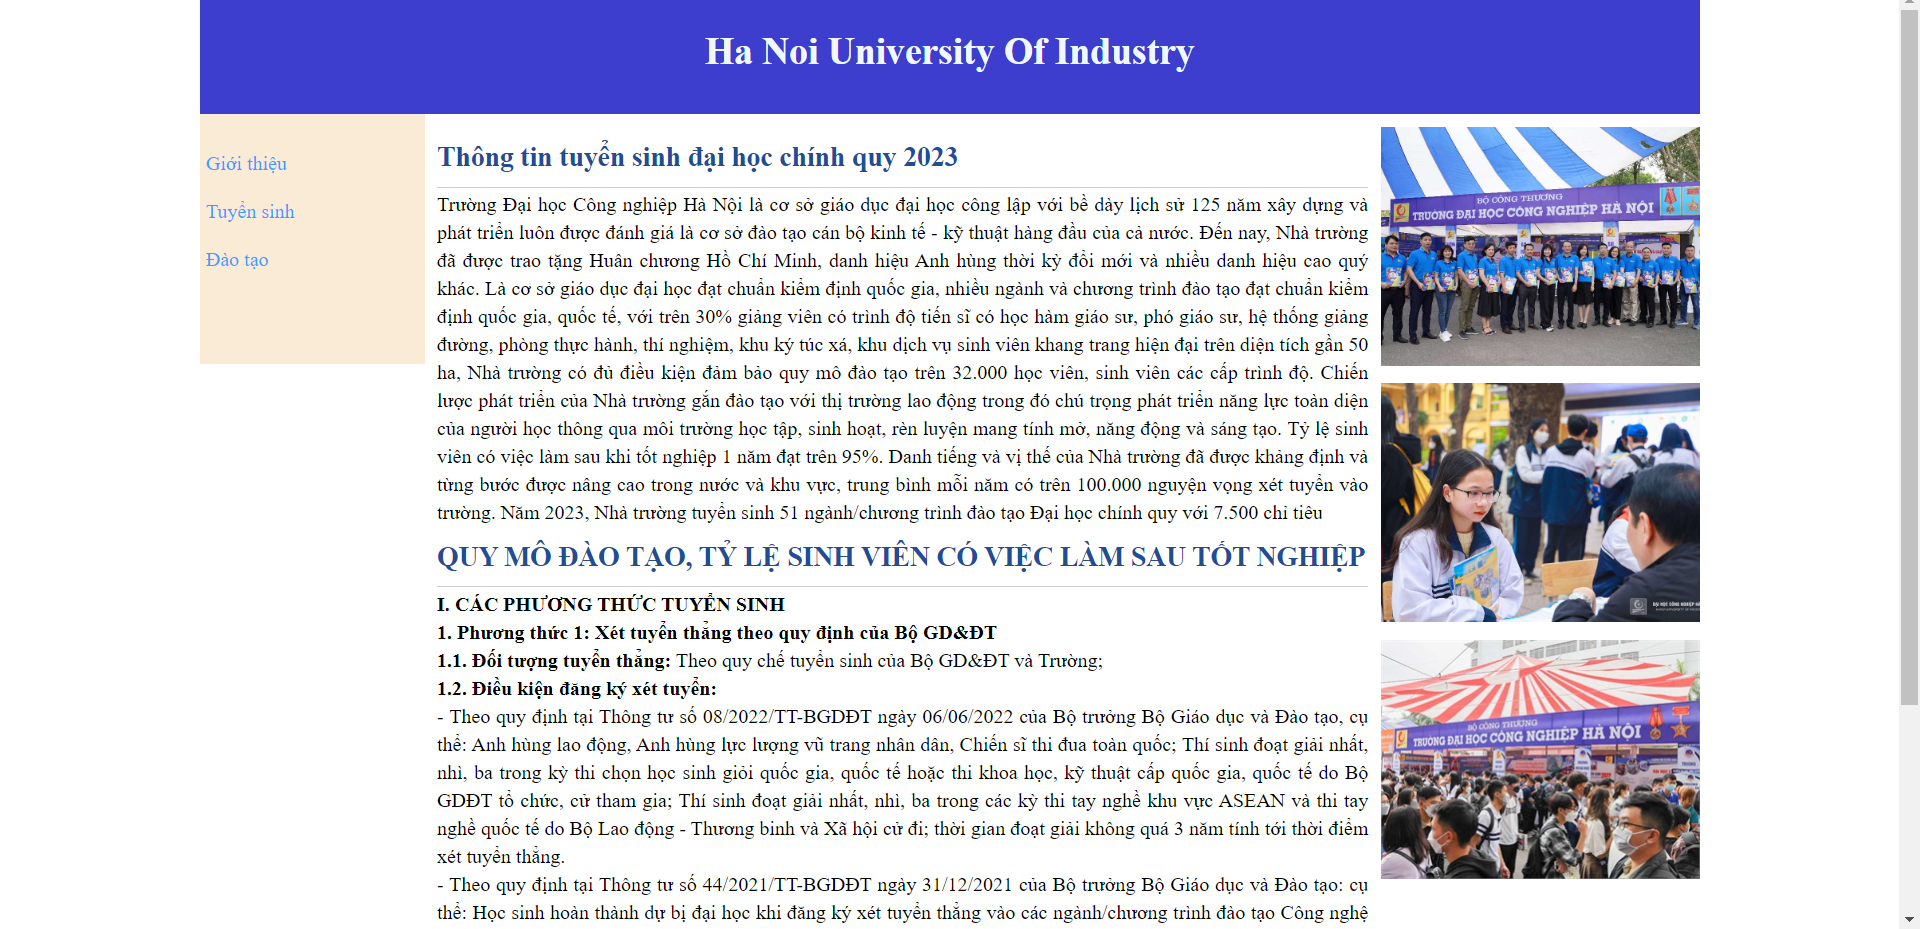 Ha Noi University Of Industry
Giới thiệu
Tuyển sinh
Đào tạo
Thông tin tuyển sinh đại học chính quy 2023
Trường Đại học Công nghiệp Hà Nội là cơ sở giáo dục đại học công lập với bề dày lịch sử 125 năm xây dựng và
phát triển luôn được đánh giá là cơ sở đào tạo cán bộ kinh tế - kỹ thuật hàng đầu của cả nước. Đến nay, Nhà trường
đã được trao tặng Huân chương Hồ Chí Minh, danh hiệu Anh hùng thời kỳ đổi mới và nhiều danh hiệu cao quý
khác. Là cơ sở giáo dục đại học đạt chuẩn kiểm định quốc gia, nhiều ngành và chương trình đào tạo đạt chuẩn kiểm
định quốc gia, quốc tế, với trên 30% giảng viên có trình độ tiến sĩ có học hàm giáo sư, phó giáo sư, hệ thống giảng
đường, phòng thực hành, thí nghiệm, khu ký túc xá, khu dịch vụ sinh viên khang trang hiện đại trên diện tích gần 50
ha, Nhà trường có đủ điều kiện đảm bảo quy mô đào tạo trên 32.000 học viên, sinh viên các cấp trình độ. Chiến
lược phát triển của Nhà trường gắn đào tạo với thị trường lao động trong đó chú trọng phát triển năng lực toàn diện
của người học thông qua môi trường học tập, sinh hoạt, rèn luyện mang tính mở, năng động và sáng tạo. Tỷ lệ sinh
viên có việc làm sau khi tốt nghiệp 1 năm đạt trên 95%. Danh tiếng và vị thế của Nhà trường đã được khảng định và
từng bước được nâng cao trong nước và khu vực, trung bình mỗi năm có trên 100.000 nguyện vọng xét tuyển vào
trường. Năm 2023, Nhà trường tuyển sinh 51 ngành/chương trình đào tạo Đại học chính quy với 7.500 chỉ tiêu
QUY MÔ ĐÀO TẠO, TỶ LỆ SINH VIÊN CÓ VIỆC LÀM SAU TỐT NGHIỆP
I. CÁC PHƯƠNG THỨC TUYỂN SINH
1. Phương thức 1: Xét tuyển thẳng theo quy định của Bộ GD&ĐT
1.1. Đối tượng tuyển thẳng: Theo quy chế tuyển sinh của Bộ GD&ĐT và Trường;
1.2. Điều kiện đăng ký xét tuyển:
- Theo quy định tại Thông tư số 08/2022/TT-BGDĐT ngày 06/06/2022 của Bộ trưởng Bộ Giáo dục và Đào tạo, cụ
thể: Anh hùng lao động, Anh hùng lực lượng vũ trang nhân dân, Chiến sĩ thi đua toàn quốc; Thí sinh đoạt giải nhất,
nhì, ba trong kỳ thi chọn học sinh giỏi quốc gia, quốc tế hoặc thi khoa học, kỹ thuật cấp quốc gia, quốc tế do Bộ
GDĐT tổ chức, cử tham gia; Thí sinh đoạt giải nhất, nhì, ba trong các kỳ thi tay nghề khu vực ASEAN và thi tay
nghề quốc tế do Bộ Lao động - Thương binh và Xã hội cử đi; thời gian đoạt giải không quá 3 năm tính tới thời điểm
xét tuyển thẳng.
- Theo quy định tại Thông tư số 44/2021/TT-BGDĐT ngày 31/12/2021 của Bộ trưởng Bộ Giáo dục và Đào tạo: cụ
thể: Học sinh hoàn thành dự bị đại học khi đăng ký xét tuyển thẳng vào các ngành/chương trình đào tạo Công nghệ
BỘ CÔNG THƯƠNG
TRƯỜNG ĐẠI HỌC CÔNG NGHIỆP HÀ NỘI
BỘ CÔNG THƯƠNG
TRƯỜNG ĐẠI HỌC CÔNG NGHIỆP HÀ NỘI